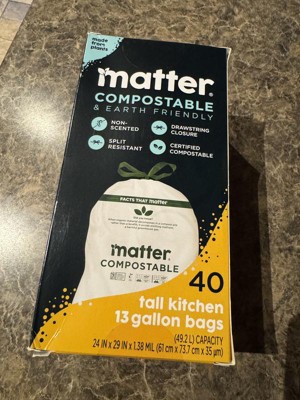 made
from
plants
matter.
COMPOSTABLE
& EARTH FRIENDLY
NON-
SCENTED
DRAWSTRING
CLOSURE
SPLIT
RESISTANT
CERTIFIED
COMPOSTABLE
FACTS THAT matter
matter.
COMPOSTABLE
40
tall kitchen
13 gallon bags
(49.2 L) CAPACITY
24 IN x 29 IN x 1.38 MIL (61 cm x 73.7 cm x 35 µm)